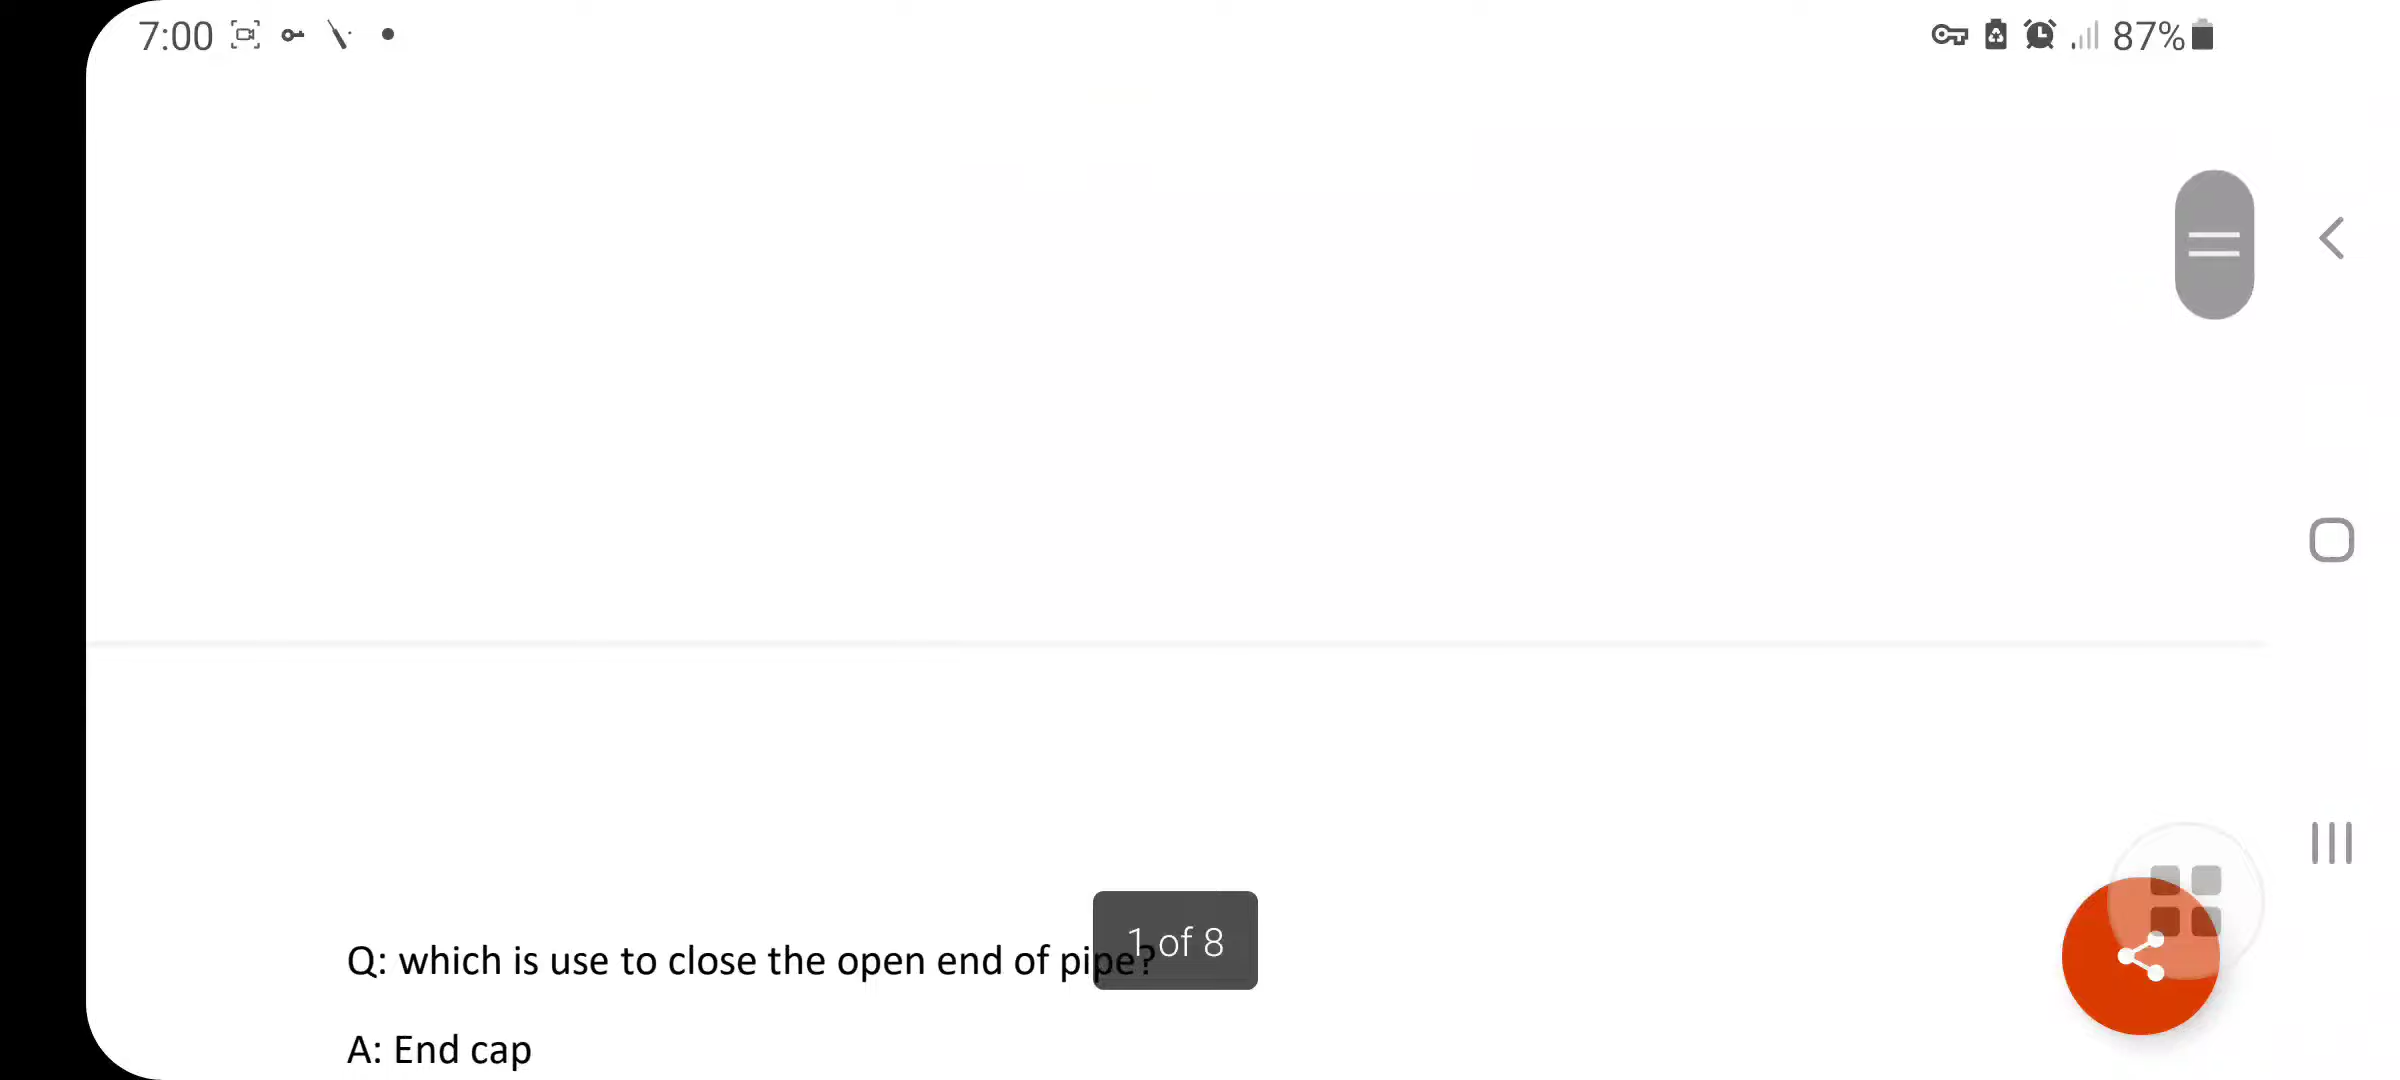 7:00 87%
1 of 8
Q: which is use to close the open end of pipe?
A: End cap